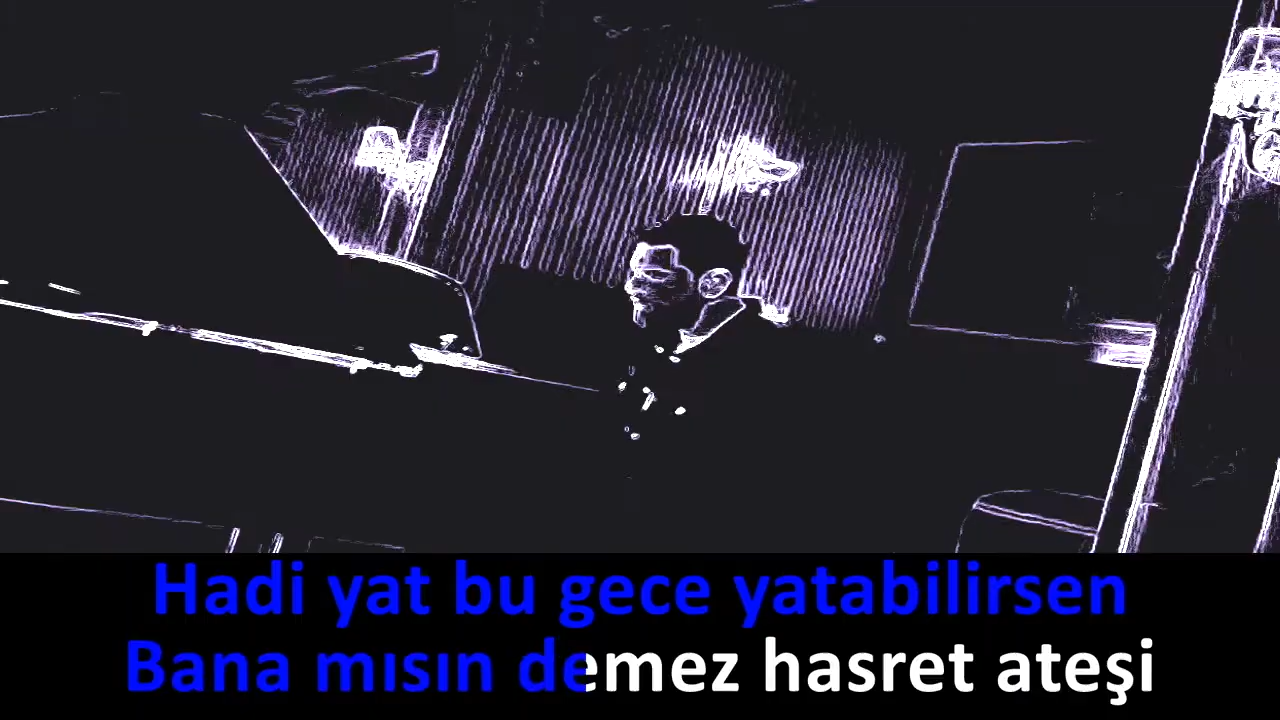 Hadi yat bu gece yatabilirsen
Bana mısın demez hasret ateşi